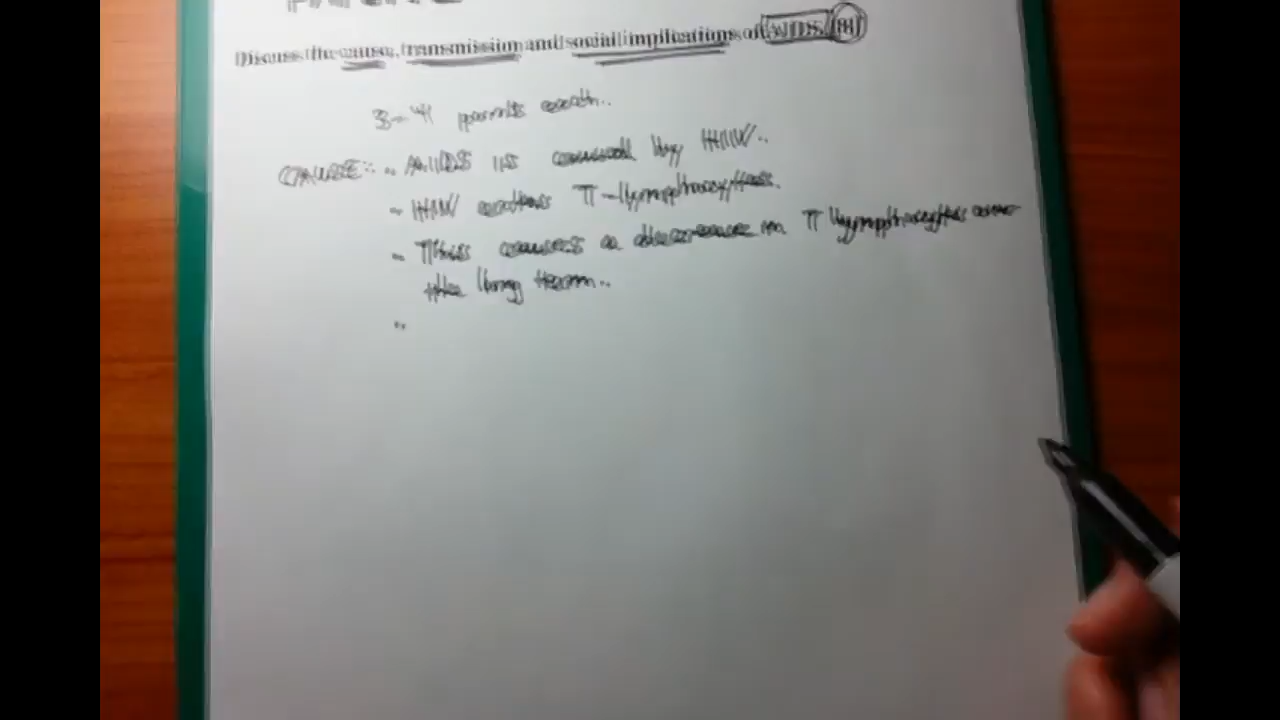 Discuss the cause, transmission and social implications of AIDS. (8)
3-4 points each.
CAUSE: - AIDS is caused by HIV.
- HIV enters T-lymphocytes.
- This causes a decrease in T lymphocytes over
the long term.
-